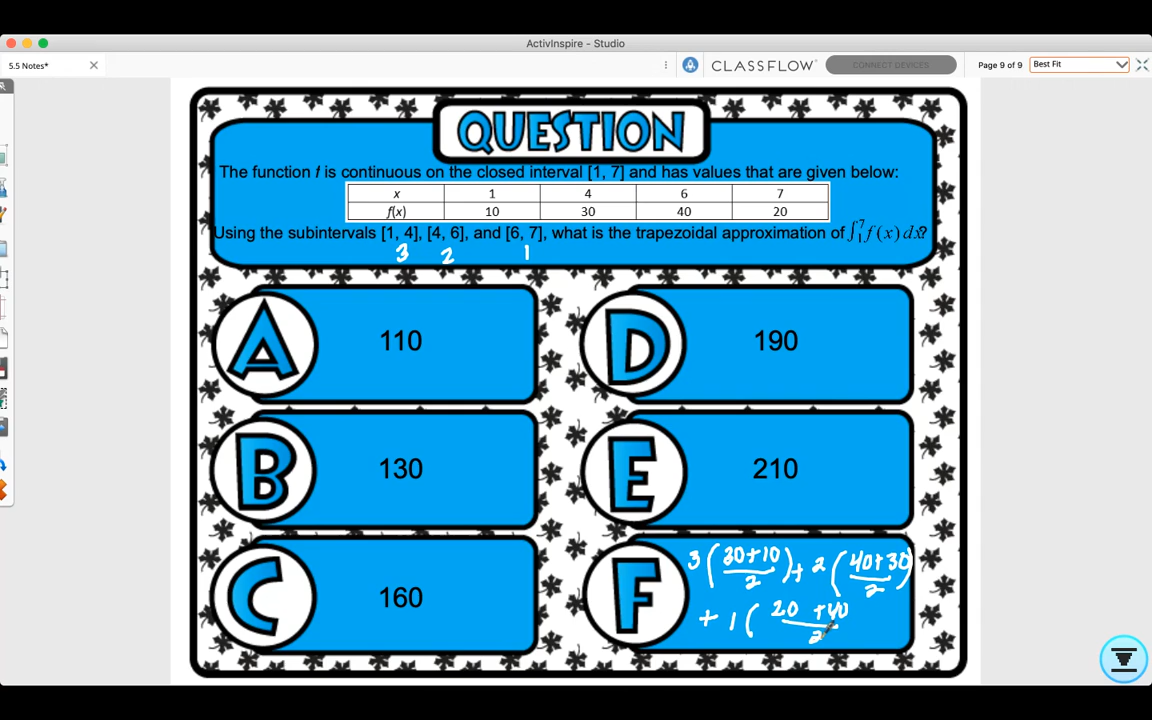 ActivInspire - Studio
5.5 Notes*
CLASSFLOW
CONNECT DEVICES
Page 9 of 9
Best Fit
QUESTION
The function f is continuous on the closed interval [1, 7] and has values that are given below:
x 1 4 6 7
f(x) 10 30 40 20
Using the subintervals [1, 4], [4, 6], and [6, 7], what is the trapezoidal approximation of ∫₁⁷ f(x) dx?
3 2 1
A 110
D 190
B 130
E 210
C 160
F 3(30+10)/2) + 2(40+30)/2)
+ 1(20+40/2